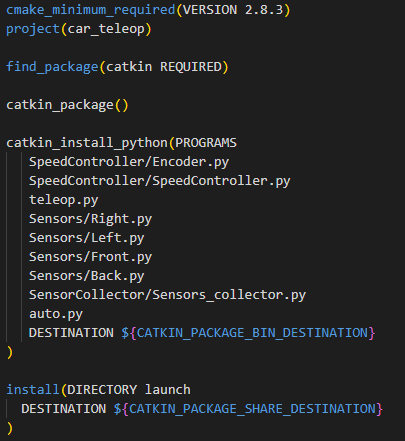 cmake_minimum_required(VERSION 2.8.3)
project(car_teleop)

find_package(catkin REQUIRED)

catkin_package()

catkin_install_python(PROGRAMS
   SpeedController/Encoder.py
   SpeedController/SpeedController.py
   teleop.py
   Sensors/Right.py
   Sensors/Left.py
   Sensors/Front.py
   Sensors/Back.py
   SensorCollector/Sensors_collector.py
   auto.py
   DESTINATION ${CATKIN_PACKAGE_BIN_DESTINATION}
)

install(DIRECTORY launch
  DESTINATION ${CATKIN_PACKAGE_SHARE_DESTINATION}
)